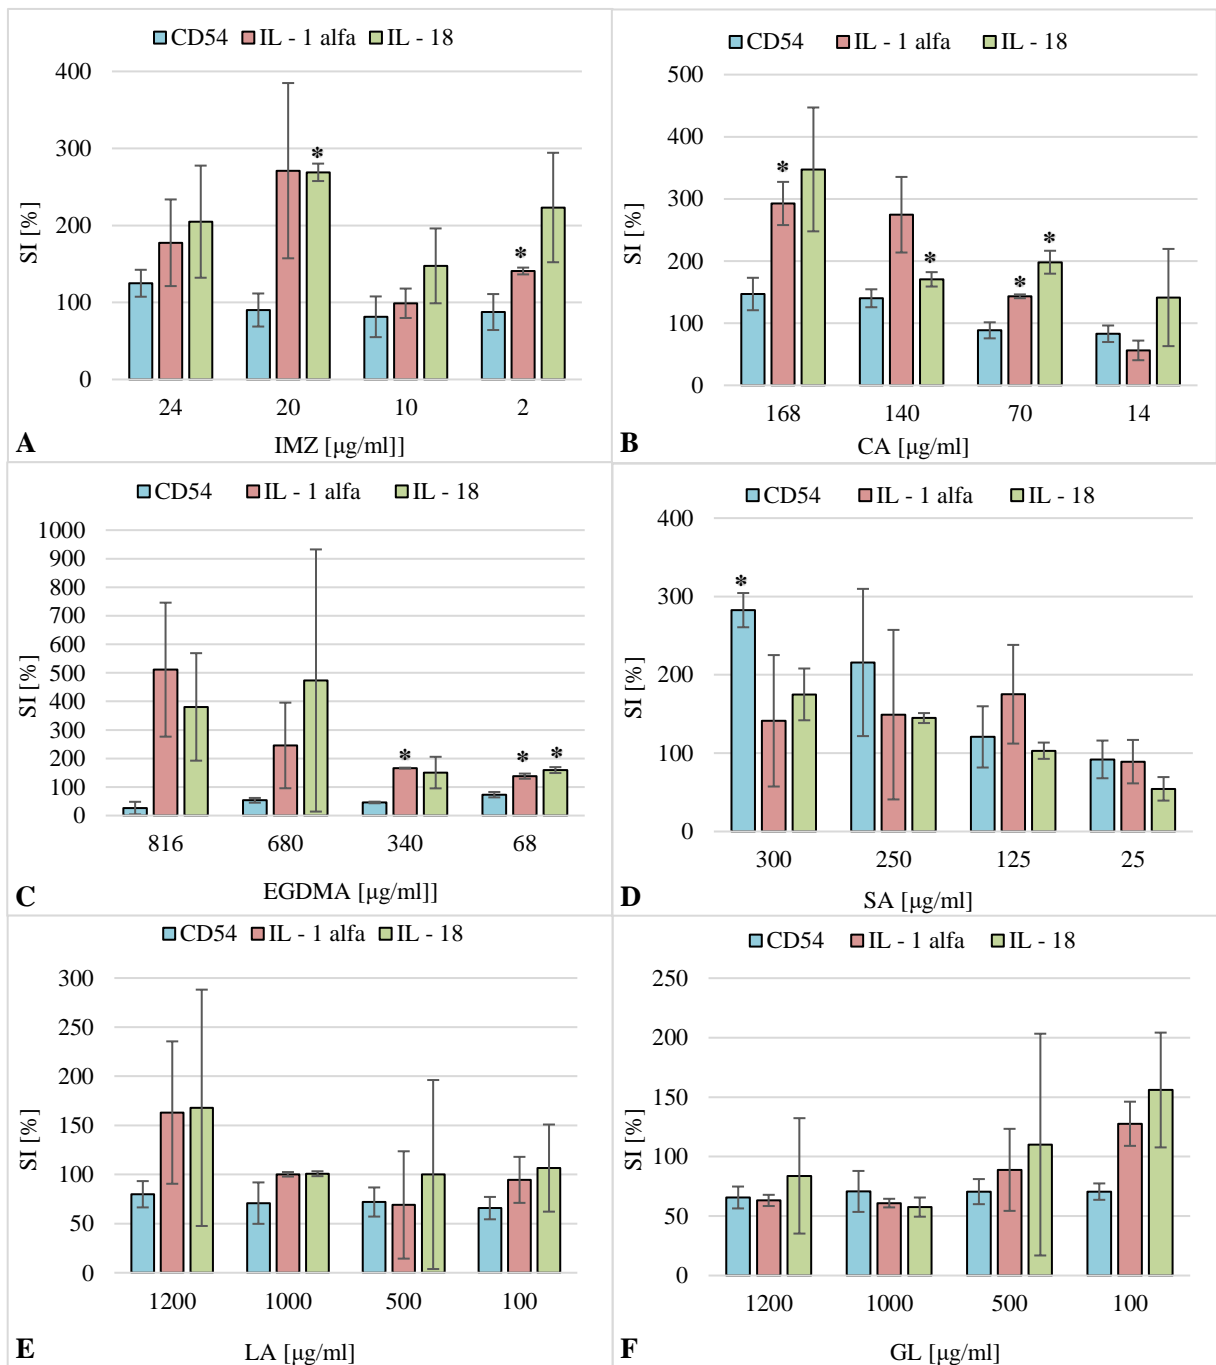 CD54 IL - 1 alfa IL - 18
400
300
200
100
0
SI [%]
*
*
24 20 10 2
A
IMZ [µg/ml]]
CD54 IL - 1 alfa IL - 18
500
400
300
200
100
0
SI [%]
*
*
*
*
168 140 70 14
B
CA [µg/ml]
CD54 IL - 1 alfa IL - 18
1000
900
800
700
600
500
400
300
200
100
0
SI [%]
* * *
816 680 340 68
C
EGDMA [µg/ml]]
CD54 IL - 1 alfa IL - 18
400
300
200
100
0
SI [%]
*
300 250 125 25
D
SA [µg/ml]
CD54 IL - 1 alfa IL - 18
300
250
200
150
100
50
0
SI [%]
1200 1000 500 100
E
LA [µg/ml]
CD54 IL - 1 alfa IL - 18
250
200
150
100
50
0
SI [%]
1200 1000 500 100
F
GL [µg/ml]